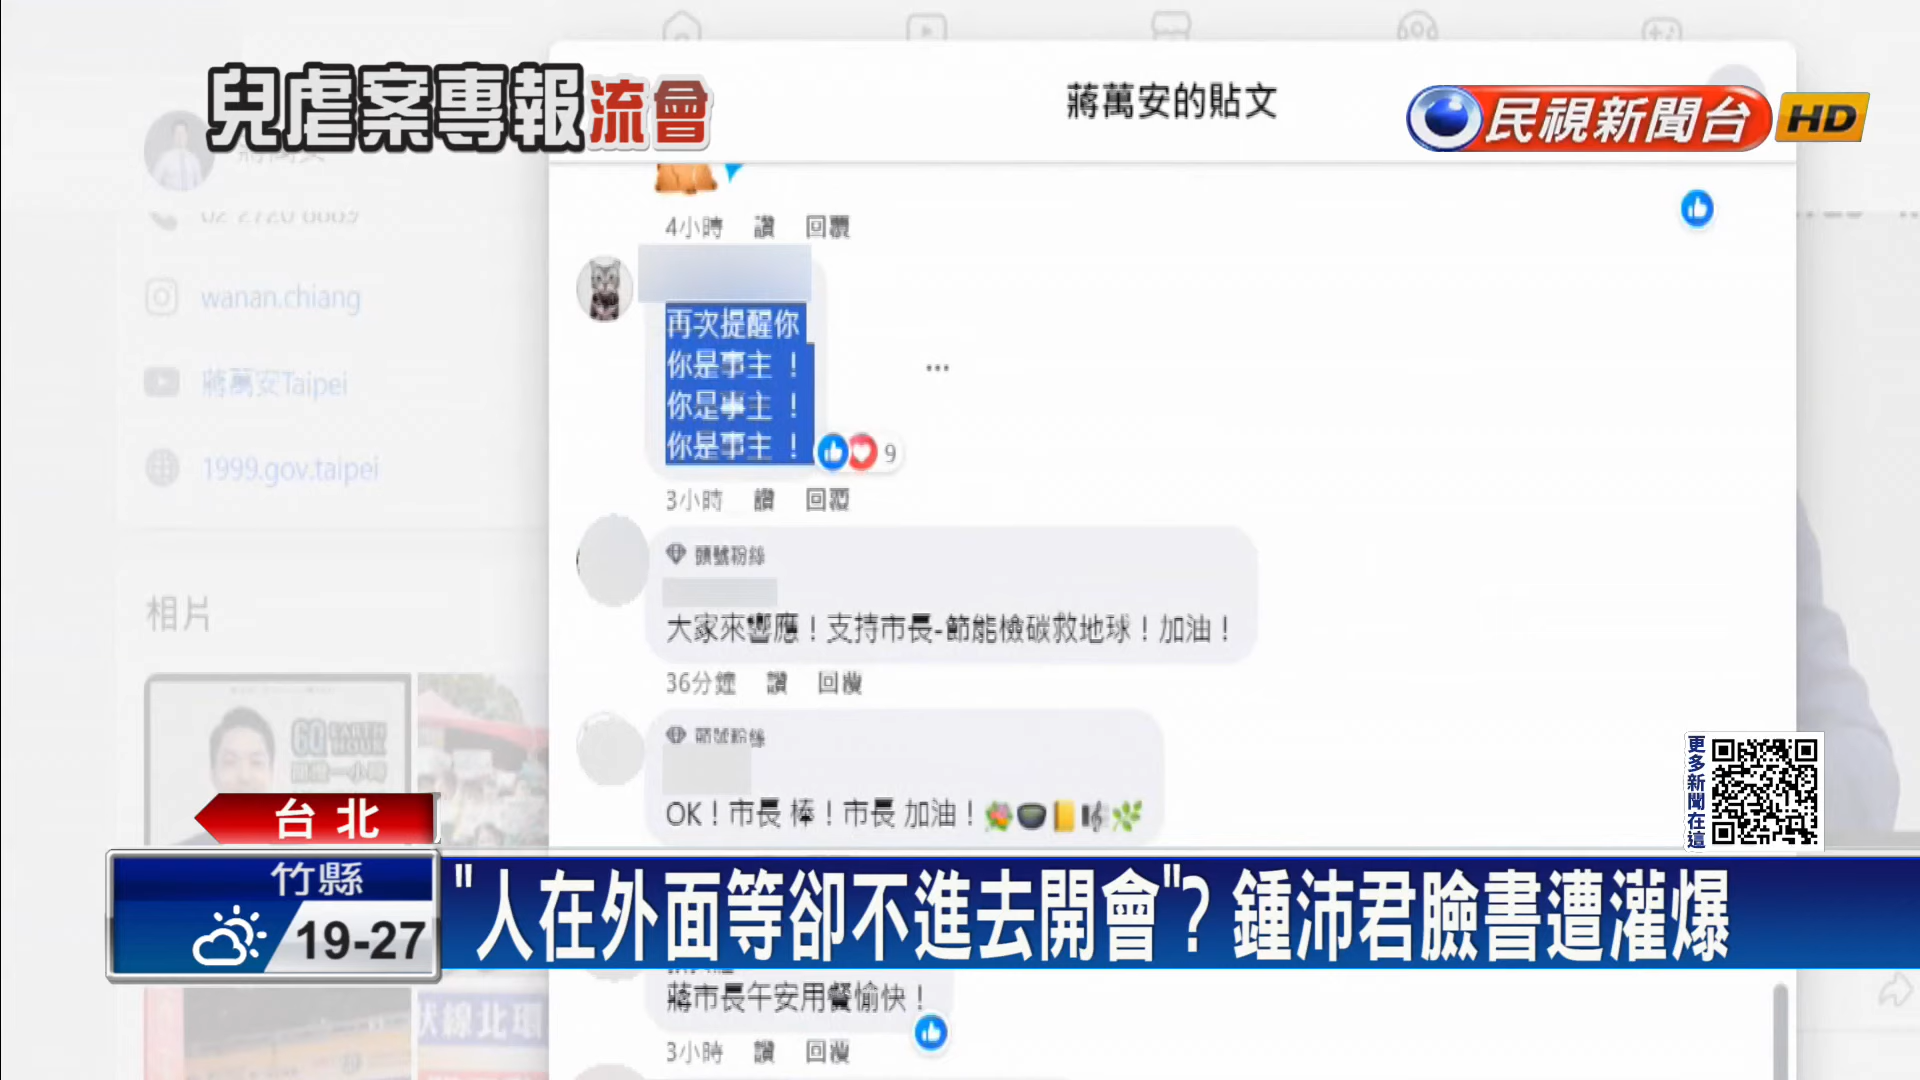 兒虐案專報流會
蔣萬安的貼文
民視新聞台 HD
4小時 讚 回覆
wanan.chiang
再次提醒你
你是事主！
你是事主！
你是事主！
9
蔣萬安Taipei
1999.gov.taipei
3小時 讚 回覆
頭號粉絲
大家來響應！支持市長-節能檢碳救地球！加油！
36分鐘 讚 回覆
相片
頭號粉絲
OK！市長 棒！市長 加油！
EARTH HOUR
更多新聞在這
台北
竹縣
19-27
"人在外面等卻不進去開會"? 鍾沛君臉書遭灌爆
蔣市長午安用餐愉快！
3小時 讚 回覆